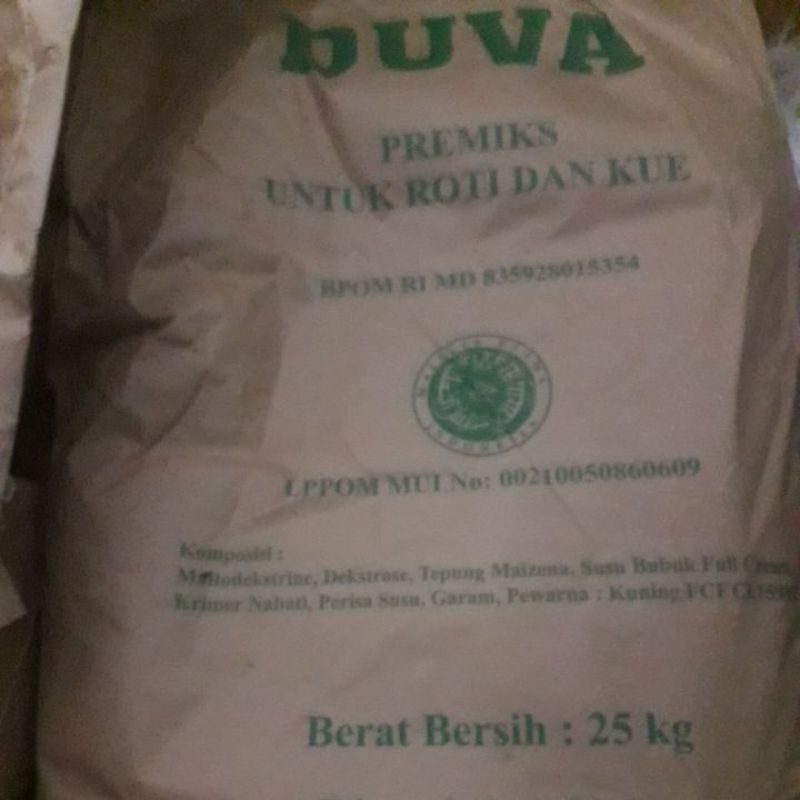 DUVA
PREMIKS
UNTUK ROTI DAN KUE
BPOM RI MD 835928015354
LPPOM MUI No: 00210050860609
Komposisi :
Maltodekstrine, Dekstrose, Tepung Maizena, Susu Bubuk Full Cream,
Krimer Nabati, Perisa Susu, Garam, Pewarna : Kuning FCF
Berat Bersih : 25 kg